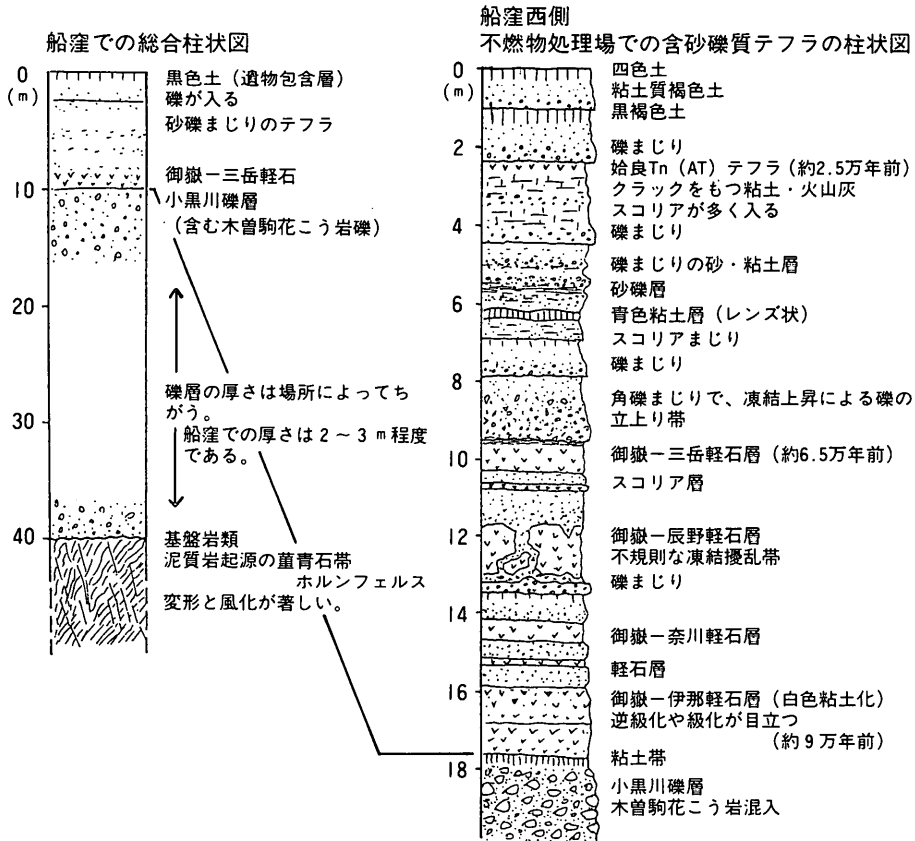 船窪での総合柱状図
0
(m)
10
20
30
40
黒色土（遺物包含層）
礫が入る
砂礫まじりのテフラ
御嶽－三岳軽石
小黒川礫層
（含む木曽駒花こう岩礫）
礫層の厚さは場所によってち
がう。
船窪での厚さは２～３ｍ程度
である。
基盤岩類
泥質岩起源の菫青石帯
ホルンフェルス
変形と風化が著しい。
船窪西側
不燃物処理場での含砂礫質テフラの柱状図
0
(m)
2
4
6
8
10
12
14
16
18
四色土
粘土質褐色土
黒褐色土
礫まじり
姶良Tn（AT）テフラ（約2.5万年前）
クラックをもつ粘土・火山灰
スコリアが多く入る
礫まじり
礫まじりの砂・粘土層
砂礫層
青色粘土層（レンズ状）
スコリアまじり
礫まじり
角礫まじりで、凍結上昇による礫の
立上り帯
御嶽－三岳軽石層（約6.5万年前）
スコリア層
御嶽－辰野軽石層
不規則な凍結擾乱帯
礫まじり
御嶽－奈川軽石層
軽石層
御嶽－伊那軽石層（白色粘土化）
逆級化や級化が目立つ
（約９万年前）
粘土帯
小黒川礫層
木曽駒花こう岩混入